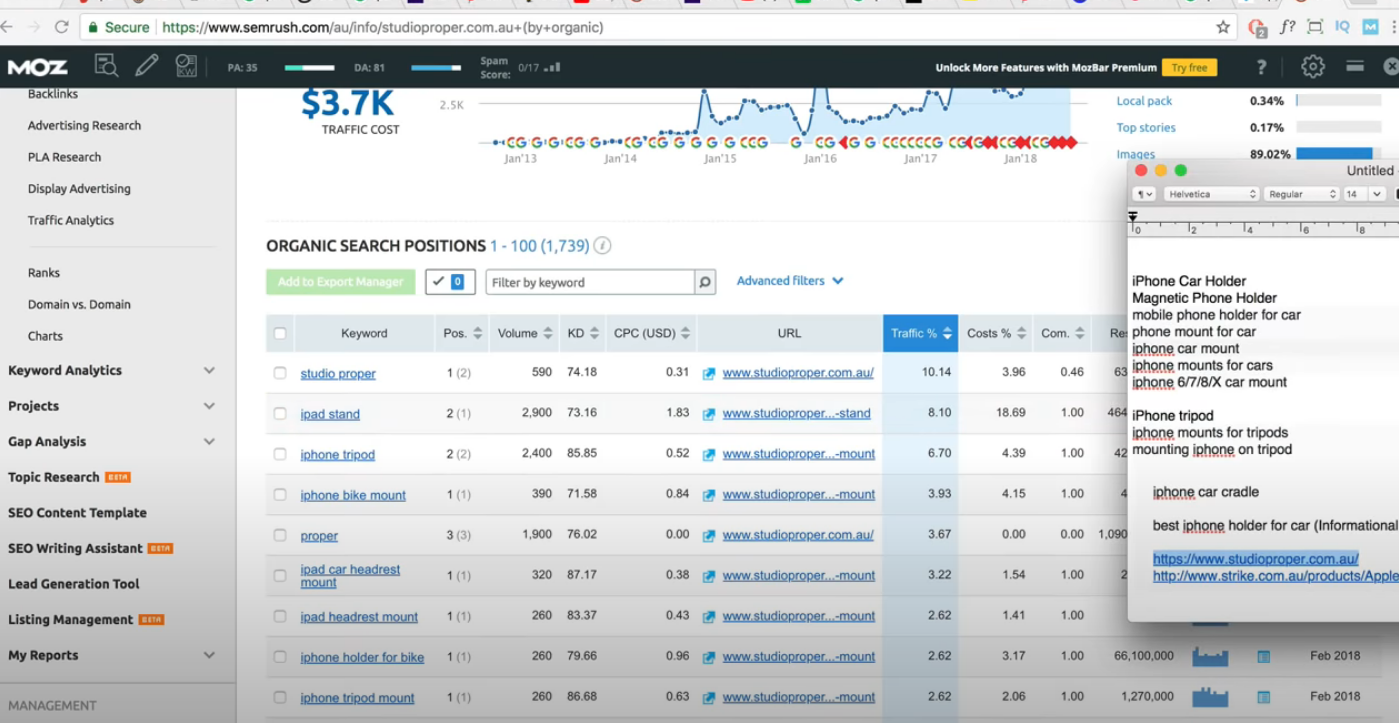 Secure https://www.semrush.com/au/info/studioproper.com.au+(by+organic)
2
f?
IQ
M
MOZ
KW
PA: 35
DA: 81
Spam Score: 0/17
Unlock More Features with MozBar Premium
Try free
?
Backlinks
Advertising Research
PLA Research
Display Advertising
Traffic Analytics
Ranks
Domain vs. Domain
Charts
Keyword Analytics
Projects
Gap Analysis
Topic Research BETA
SEO Content Template
SEO Writing Assistant BETA
Lead Generation Tool
Listing Management BETA
My Reports
MANAGEMENT
$3.7K
TRAFFIC COST
2.5K
Jan'13 Jan'14 Jan'15 Jan'16 Jan'17 Jan'18
Local pack 0.34%
Top stories 0.17%
Images 89.02%
ORGANIC SEARCH POSITIONS 1 - 100 (1,739) i
Add to Export Manager
0
Filter by keyword
Advanced filters
Keyword Pos. Volume KD CPC (USD) URL Traffic % Costs % Com. Re
studio proper 1 (2) 590 74.18 0.31 www.studioproper.com.au/ 10.14 3.96 0.46 63
ipad stand 2 (1) 2,900 73.16 1.83 www.studioproper...-stand 8.10 18.69 1.00 464
iphone tripod 2 (2) 2,400 85.85 0.52 www.studioproper...-mount 6.70 4.39 1.00 42
iphone bike mount 1 (1) 390 71.58 0.84 www.studioproper...-mount 3.93 4.15 1.00 4
proper 3 (3) 1,900 76.02 0.00 www.studioproper.com.au/ 3.67 0.00 0.00 1,090
ipad car headrest mount 1 (1) 320 87.17 0.38 www.studioproper...-mount 3.22 1.54 1.00 2
ipad headrest mount 1 (1) 260 83.37 0.43 www.studioproper...-mount 2.62 1.41 1.00
iphone holder for bike 1 (1) 260 79.66 0.96 www.studioproper...-mount 2.62 3.17 1.00 66,100,000 Feb 2018
iphone tripod mount 1 (1) 260 86.68 0.63 www.studioproper...-mount 2.62 2.06 1.00 1,270,000 Feb 2018
Untitled
¶ Helvetica Regular 14
0 2 4 6 8
iPhone Car Holder
Magnetic Phone Holder
mobile phone holder for car
phone mount for car
iphone car mount
iphone mounts for cars
iphone 6/7/8/X car mount
iPhone tripod
iphone mounts for tripods
mounting iphone on tripod
iphone car cradle
best iphone holder for car (Informational
https://www.studioproper.com.au/
http://www.strike.com.au/products/Apple